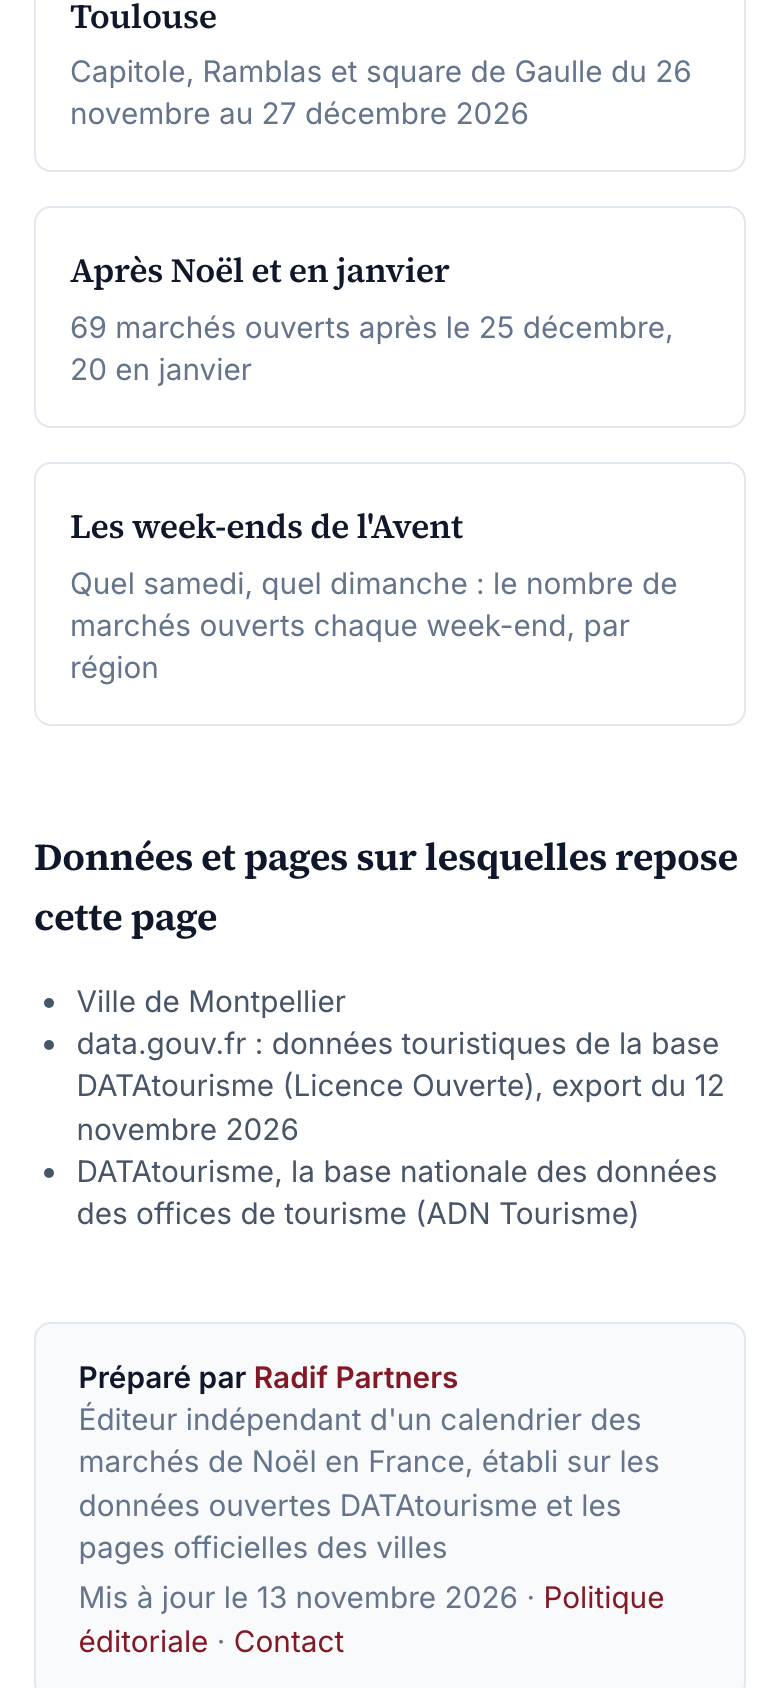 Toulouse
Capitole, Ramblas et square de Gaulle du 26
novembre au 27 décembre 2026
Après Noël et en janvier
69 marchés ouverts après le 25 décembre,
20 en janvier
Les week-ends de l'Avent
Quel samedi, quel dimanche : le nombre de
marchés ouverts chaque week-end, par
région
Données et pages sur lesquelles repose
cette page
• Ville de Montpellier
• data.gouv.fr : données touristiques de la base
DATAtourisme (Licence Ouverte), export du 12
novembre 2026
• DATAtourisme, la base nationale des données
des offices de tourisme (ADN Tourisme)
Préparé par Radif Partners
Éditeur indépendant d'un calendrier des
marchés de Noël en France, établi sur les
données ouvertes DATAtourisme et les
pages officielles des villes
Mis à jour le 13 novembre 2026 · Politique
éditoriale · Contact